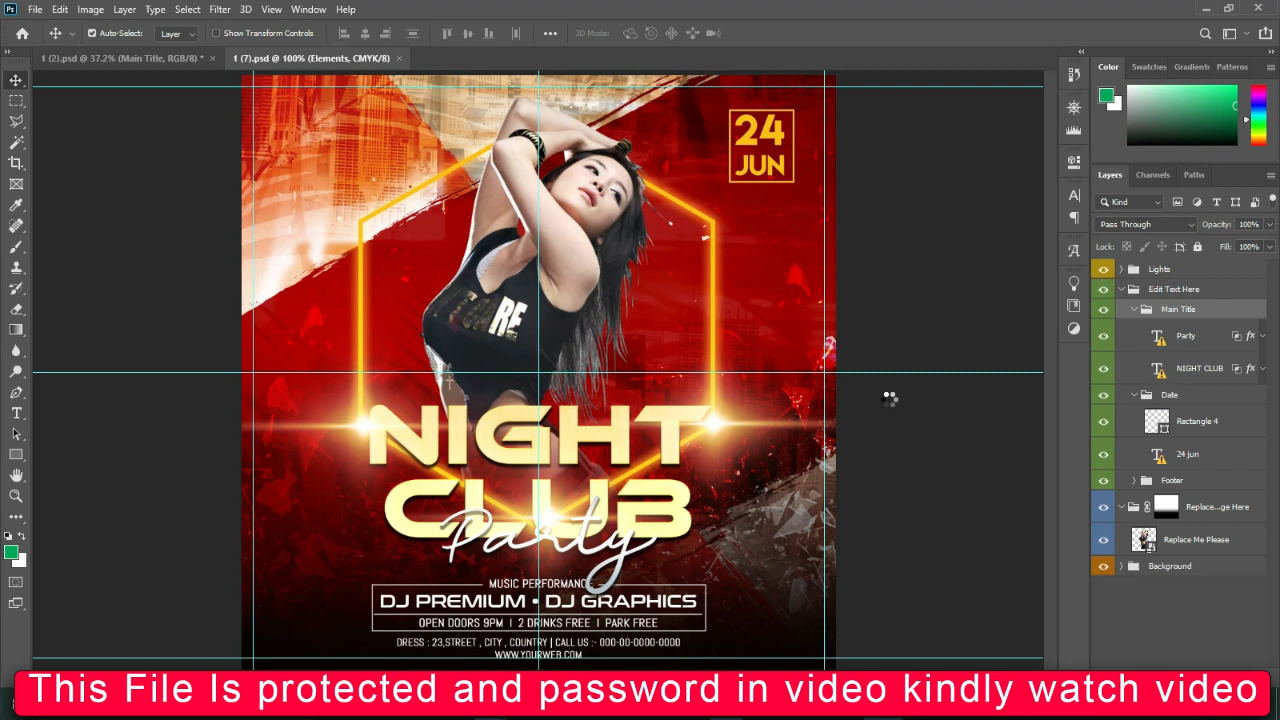 Ps File Edit Image Layer Type Select Filter 3D View Window Help
Auto-Select: Layer Show Transform Controls 3D Mode:
1 (2).psd @ 37.2% (Main Title, RGB/8) * × 1 (7).psd @ 100% (Elements, CMYK/8) ×
Color Swatches Gradients Patterns
24
JUN
Layers Channels Paths
Kind
Pass Through Opacity: 100%
Lock: Fill: 100%
Lights
Edit Text Here
Main Title
Party fx
NIGHT CLUB fx
Date
Rectangle 4
24 jun
Footer
Replace...ge Here
Replace Me Please
Background
RE
NIGHT
CLUB
Party
MUSIC PERFORMANCE
DJ PREMIUM • DJ GRAPHICS
OPEN DOORS 9PM | 2 DRINKS FREE | PARK FREE
DRESS : 23,STREET , CITY , COUNTRY | CALL US :- 000-00-0000-0000
WWW.YOURWEB.COM
This File Is protected and password in video kindly watch video